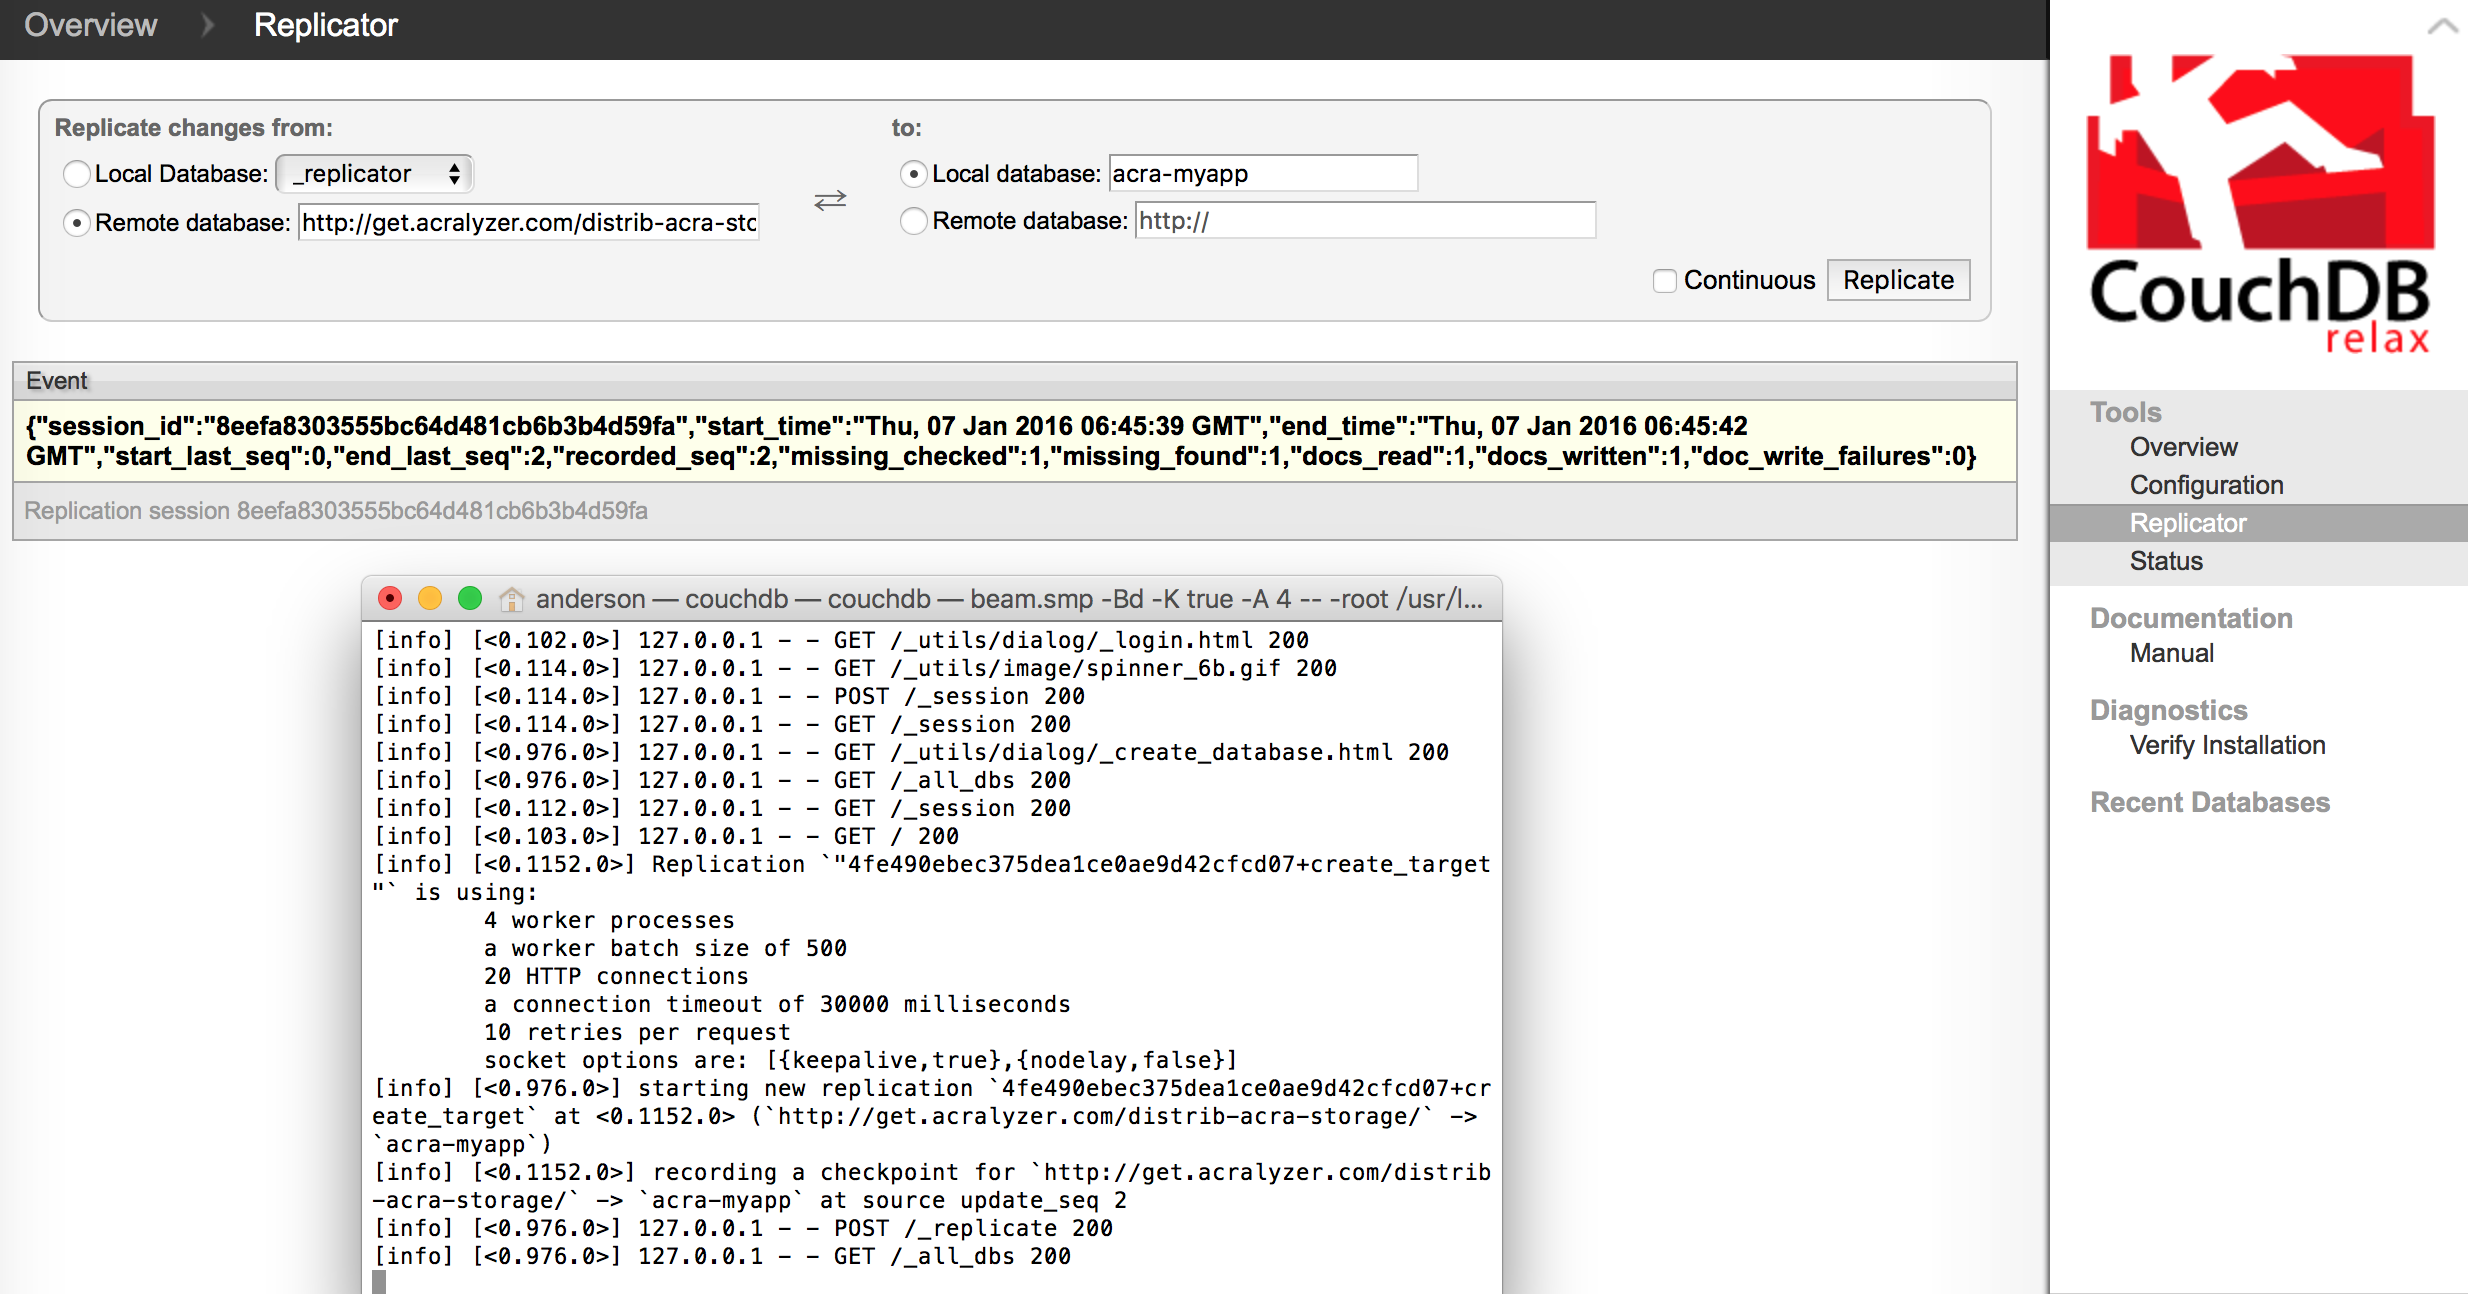 Overview
Replicator
Replicate changes from:
Local Database: _replicator
Remote database: http://get.acralyzer.com/distrib-acra-stc
to:
Local database: acra-myapp
Remote database: http://
Continuous
Replicate
Event
{"session_id":"8eefa8303555bc64d481cb6b3b4d59fa","start_time":"Thu, 07 Jan 2016 06:45:39 GMT","end_time":"Thu, 07 Jan 2016 06:45:42
GMT","start_last_seq":0,"end_last_seq":2,"recorded_seq":2,"missing_checked":1,"missing_found":1,"docs_read":1,"docs_written":1,"doc_write_failures":0}
Replication session 8eefa8303555bc64d481cb6b3b4d59fa
anderson — couchdb — couchdb — beam.smp -Bd -K true -A 4 -- -root /usr/l...
[info] [<0.102.0>] 127.0.0.1 - - GET /_utils/dialog/_login.html 200
[info] [<0.114.0>] 127.0.0.1 - - GET /_utils/image/spinner_6b.gif 200
[info] [<0.114.0>] 127.0.0.1 - - POST /_session 200
[info] [<0.114.0>] 127.0.0.1 - - GET /_session 200
[info] [<0.976.0>] 127.0.0.1 - - GET /_utils/dialog/_create_database.html 200
[info] [<0.976.0>] 127.0.0.1 - - GET /_all_dbs 200
[info] [<0.112.0>] 127.0.0.1 - - GET /_session 200
[info] [<0.103.0>] 127.0.0.1 - - GET / 200
[info] [<0.1152.0>] Replication `"4fe490ebec375dea1ce0ae9d42cfcd07+create_target
"` is using:
4 worker processes
a worker batch size of 500
20 HTTP connections
a connection timeout of 30000 milliseconds
10 retries per request
socket options are: [{keepalive,true},{nodelay,false}]
[info] [<0.976.0>] starting new replication `4fe490ebec375dea1ce0ae9d42cfcd07+cr
eate_target` at <0.1152.0> (`http://get.acralyzer.com/distrib-acra-storage/` ->
`acra-myapp`)
[info] [<0.1152.0>] recording a checkpoint for `http://get.acralyzer.com/distrib
-acra-storage/` -> `acra-myapp` at source update_seq 2
[info] [<0.976.0>] 127.0.0.1 - - POST /_replicate 200
[info] [<0.976.0>] 127.0.0.1 - - GET /_all_dbs 200
CouchDB
relax
Tools
Overview
Configuration
Replicator
Status
Documentation
Manual
Diagnostics
Verify Installation
Recent Databases